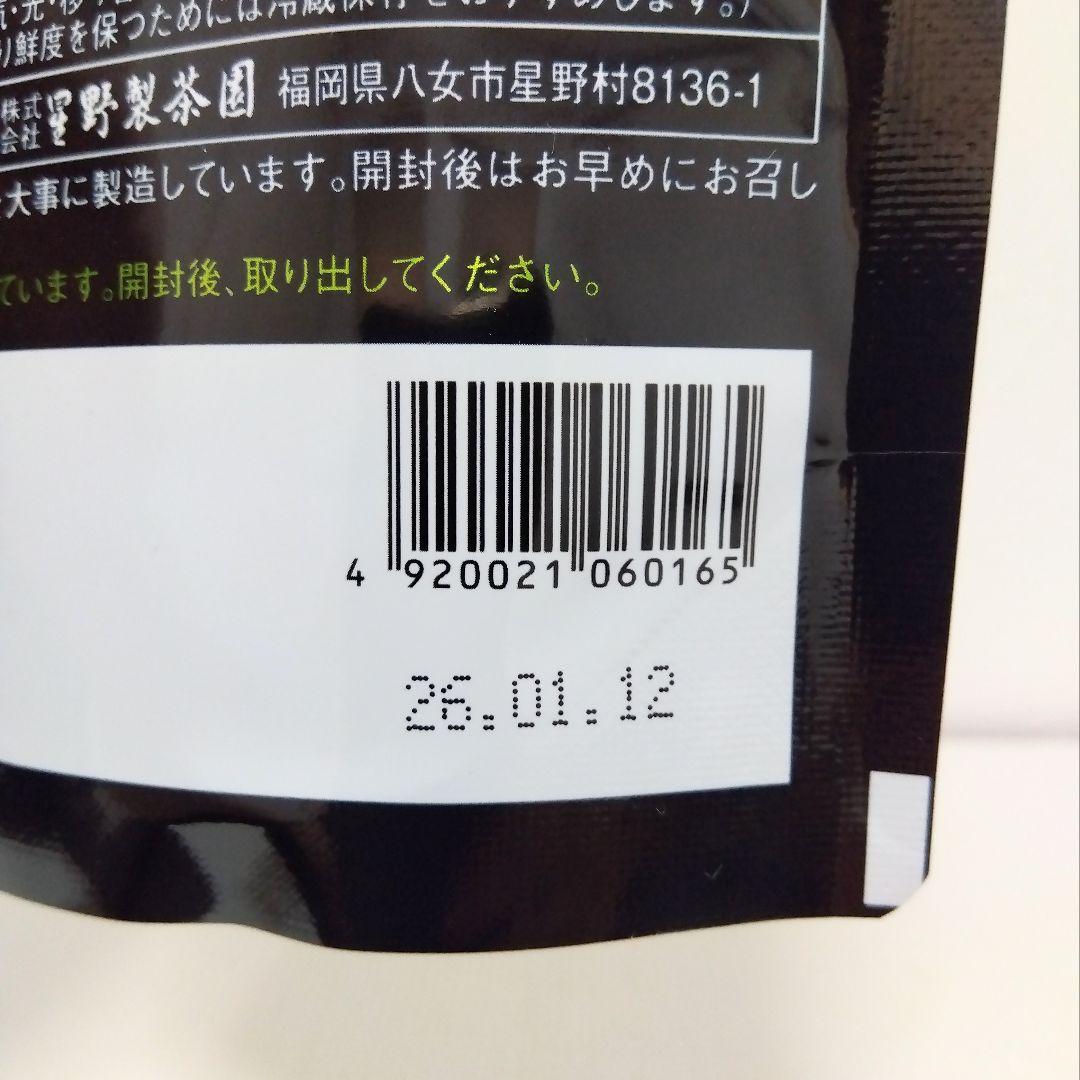 り鮮度を保つためには冷蔵保存をおすすめします。)
株式会社 星野製茶園 福岡県八女市星野村8136-1
大事に製造しています。開封後はお早めにお召し
ています。開封後、取り出してください。
4 920021 060165
26.01.12